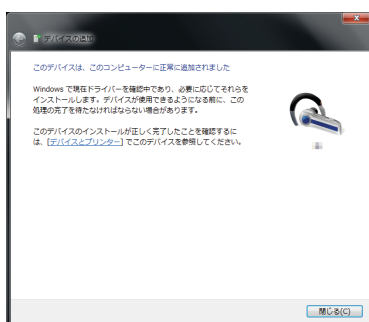 デバイスの追加
このデバイスは、このコンピューターに正常に追加されました
Windows で現在ドライバーを確認中であり、必要に応じてそれらを
インストールします。デバイスが使用できるようになる前に、この
処理の完了を待たなければならない場合があります。
このデバイスのインストールが正しく完了したことを確認するに
は、[デバイスとプリンター] でこのデバイスを参照してください。
閉じる(C)